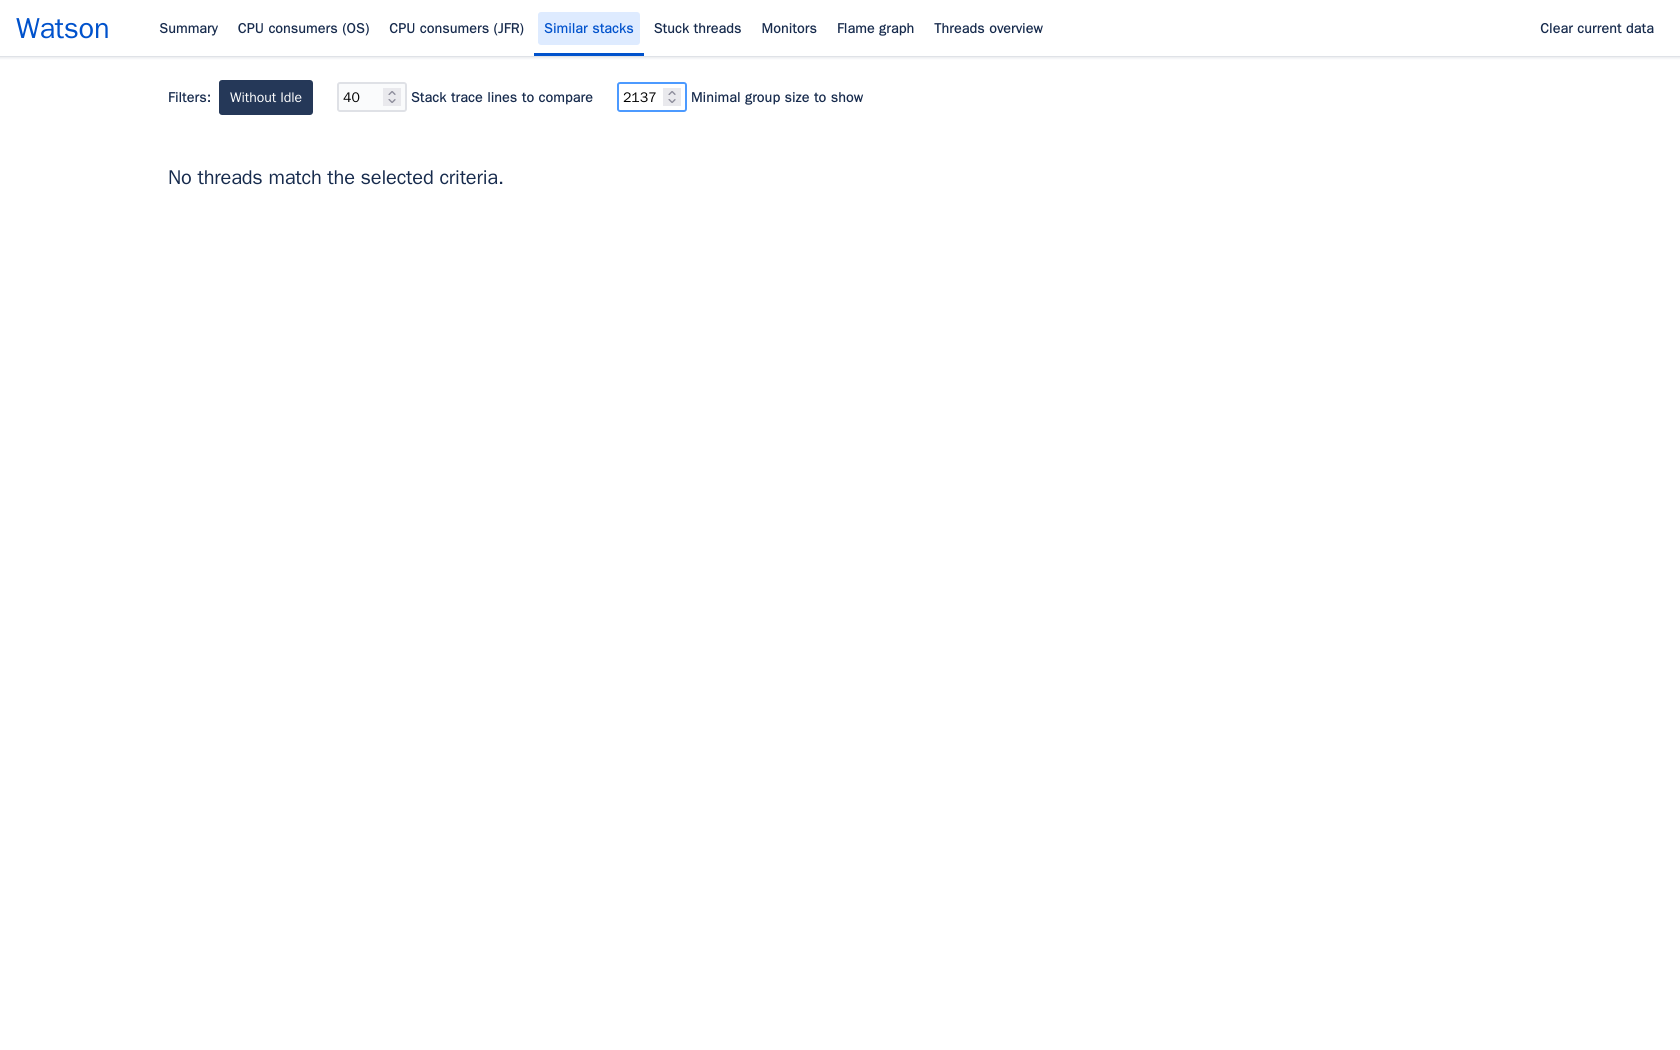 Watson Summary CPU consumers (OS) CPU consumers (JFR) Similar stacks Stuck threads Monitors Flame graph Threads overview Clear current data
Filters: Without Idle 40 Stack trace lines to compare 2137 Minimal group size to show
No threads match the selected criteria.